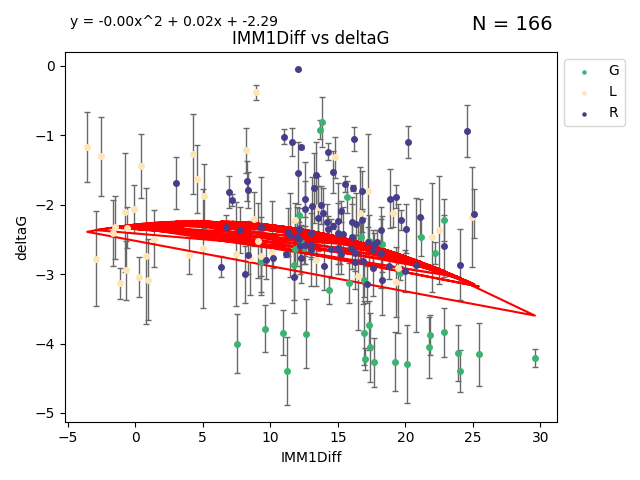 y = -0.00x^2 + 0.02x + -2.29
N = 166
IMM1Diff vs deltaG
G
L
R
deltaG
0
−1
−2
−3
−4
−5
−5 0 5 10 15 20 25 30
IMM1Diff